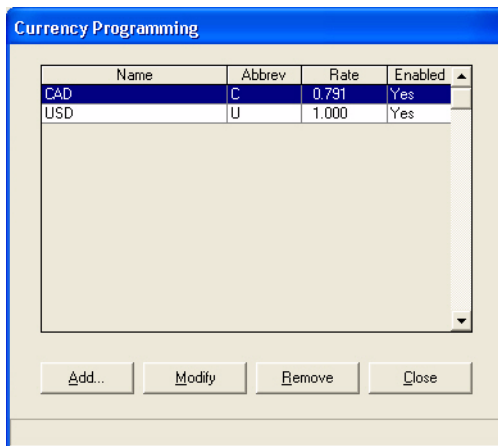 Currency Programming
Name Abbrev Rate Enabled
CAD C 0.791 Yes
USD U 1.000 Yes
Add... Modify Remove Close